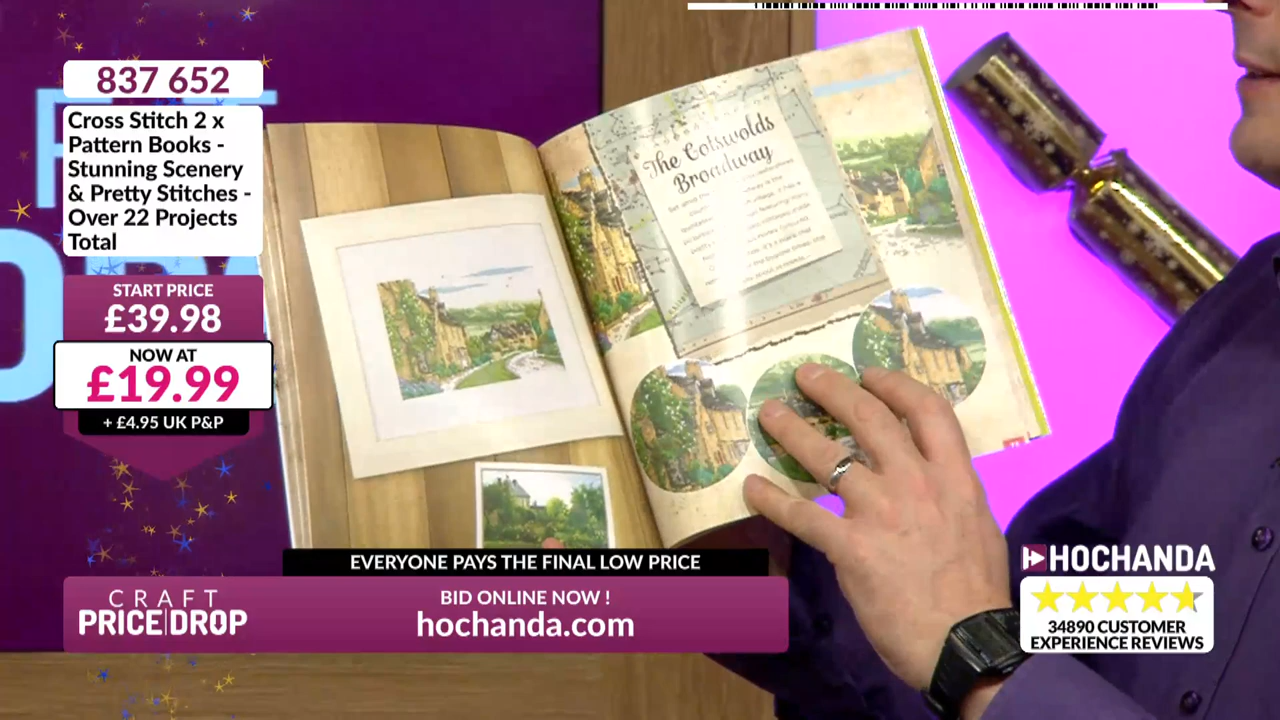 837 652
Cross Stitch 2 x
Pattern Books -
Stunning Scenery
& Pretty Stitches -
Over 22 Projects
Total
START PRICE
£39.98
NOW AT
£19.99
+ £4.95 UK P&P
The Cotswolds
Broadway
EVERYONE PAYS THE FINAL LOW PRICE
CRAFT
PRICE DROP
BID ONLINE NOW !
hochanda.com
HOCHANDA
34890 CUSTOMER
EXPERIENCE REVIEWS